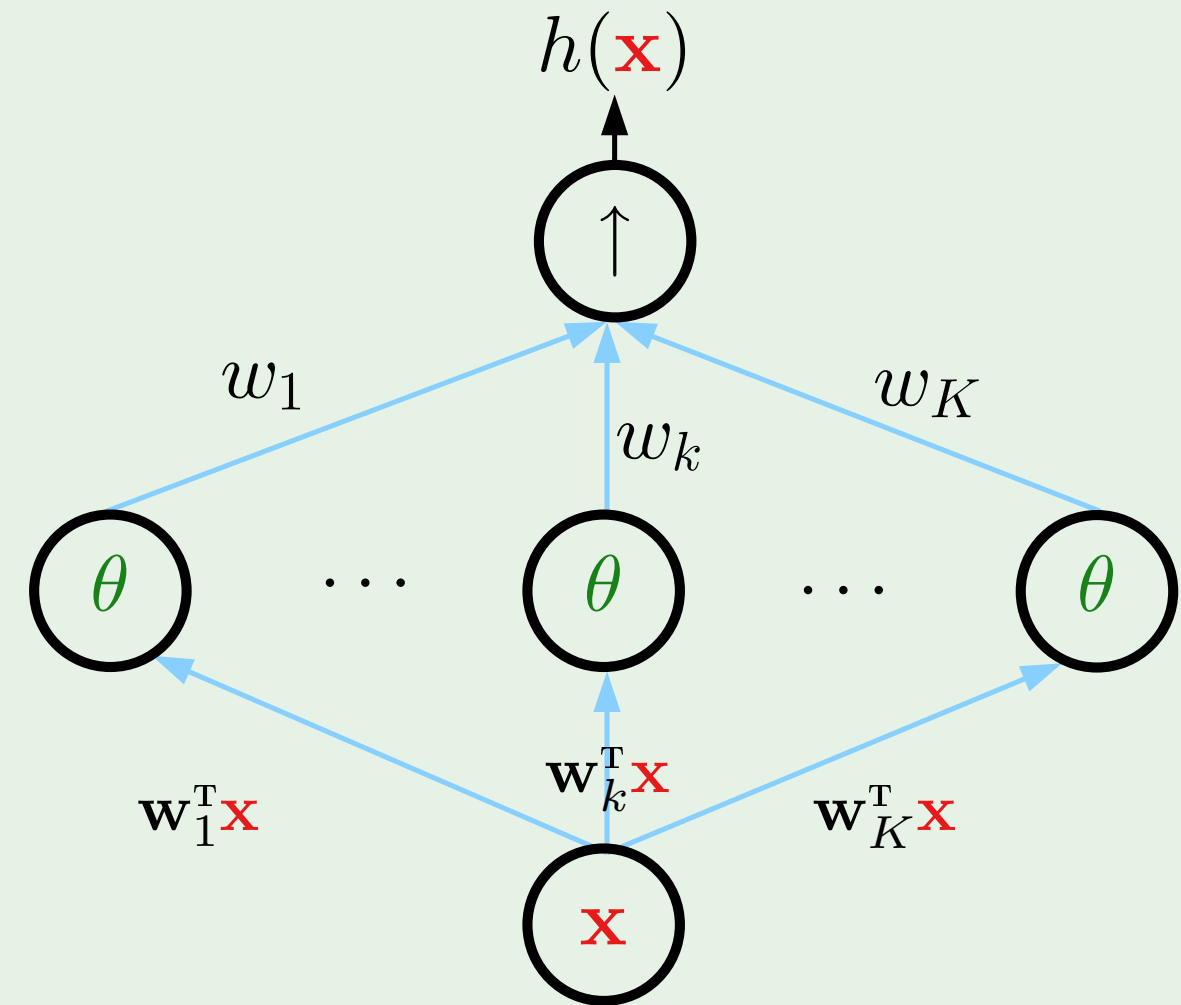 h(x)
↑
w_1 w_K
w_k
θ ··· θ ··· θ
w_k^T x
w_1^T x w_K^T x
x